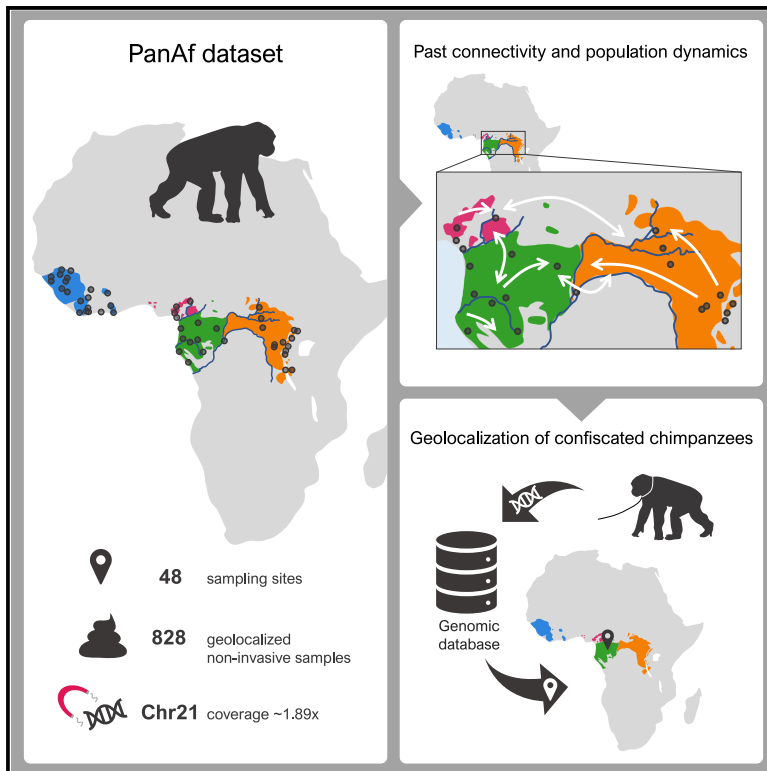 PanAf dataset
48 sampling sites
828 geolocalized
non-invasive samples
Chr21 coverage ~1.89x
Past connectivity and population dynamics
Geolocalization of confiscated chimpanzees
Genomic
database